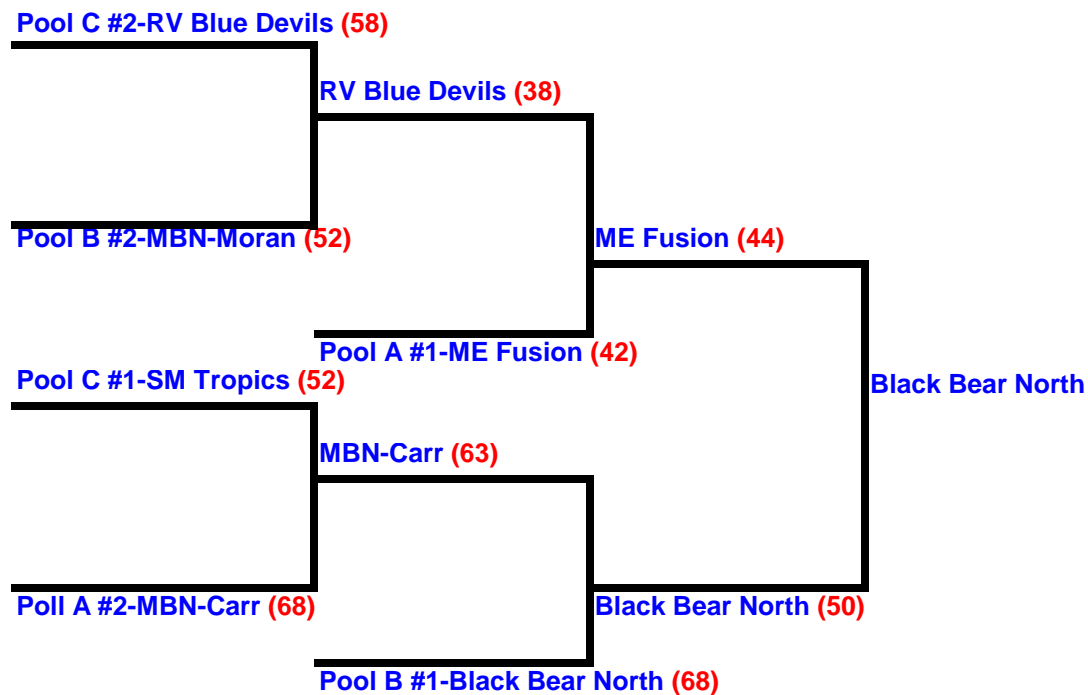 Pool C #2-RV Blue Devils (58)
RV Blue Devils (38)
Pool B #2-MBN-Moran (52)
ME Fusion (44)
Pool A #1-ME Fusion (42)
Pool C #1-SM Tropics (52)
Black Bear North
MBN-Carr (63)
Poll A #2-MBN-Carr (68)
Black Bear North (50)
Pool B #1-Black Bear North (68)